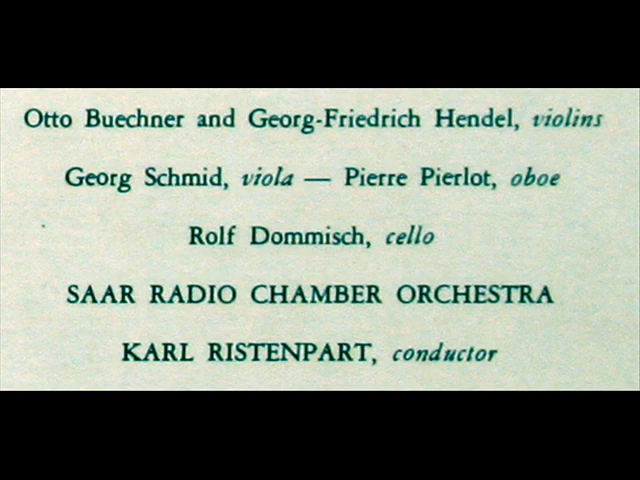 Otto Buechner and Georg-Friedrich Hendel, violins
Georg Schmid, viola — Pierre Pierlot, oboe
Rolf Dommisch, cello
SAAR RADIO CHAMBER ORCHESTRA
KARL RISTENPART, conductor